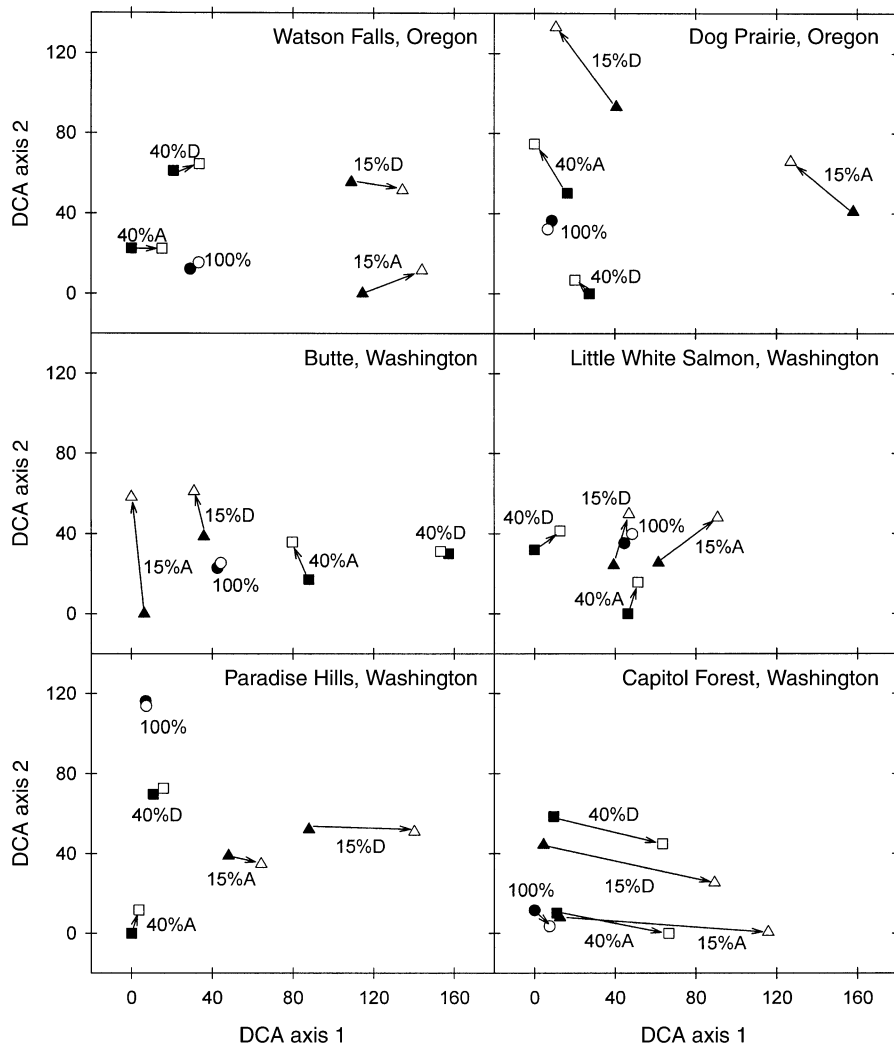 Watson Falls, Oregon
120
80
40
0
DCA axis 2
40%D
15%D
40%A
100%
15%A
Dog Prairie, Oregon
15%D
40%A
15%A
100%
40%D
Butte, Washington
120
80
40
0
DCA axis 2
15%D
40%D
15%A
40%A
100%
Little White Salmon, Washington
15%D
40%D
100%
15%A
40%A
Paradise Hills, Washington
120
80
40
0
DCA axis 2
100%
40%D
15%D
15%A
40%A
0 40 80 120 160
DCA axis 1
Capitol Forest, Washington
40%D
15%D
100%
40%A
15%A
0 40 80 120 160
DCA axis 1